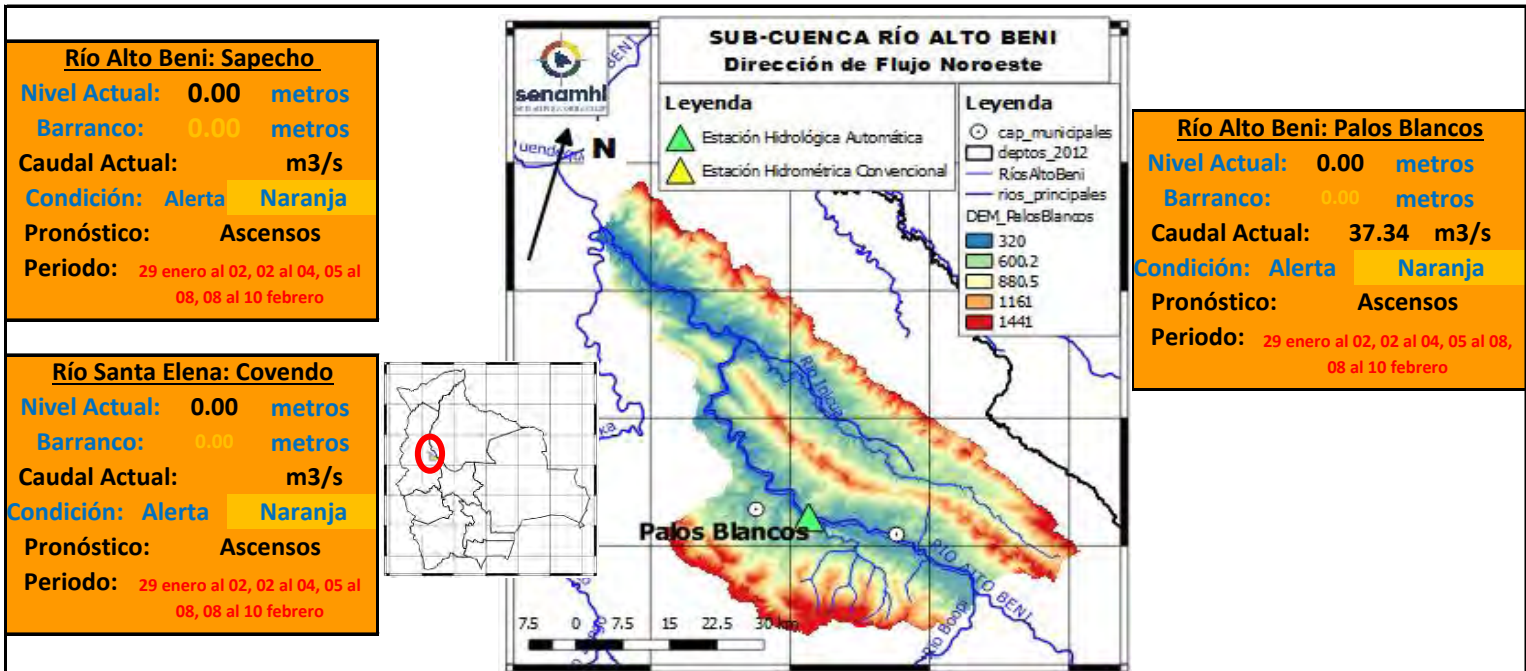 Río Alto Beni: Sapecho
Nivel Actual: 0.00 metros
Barranco: 0.00 metros
Caudal Actual: m3/s
Condición: Alerta Naranja
Pronóstico: Ascensos
Periodo: 29 enero al 02, 02 al 04, 05 al
08, 08 al 10 febrero
Río Santa Elena: Covendo
Nivel Actual: 0.00 metros
Barranco: 0.00 metros
Caudal Actual: m3/s
Condición: Alerta Naranja
Pronóstico: Ascensos
Periodo: 29 enero al 02, 02 al 04, 05 al
08, 08 al 10 febrero
senamhi
SUB-CUENCA RÍO ALTO BENI
Dirección de Flujo Noroeste
Leyenda
Estación Hidrológica Automática
Estación Hidrométrica Convencional
Leyenda
cap_municipales
deptos_2012
RíosAltoBeni
rios_principales
DEM_PalosBlancos
320
600.2
880.5
1161
1441
BENI
N
Río Inicua
Palos Blancos
RÍO ALTO BENI
Río Boopi
7.5 0 7.5 15 22.5 30 km
Río Alto Beni: Palos Blancos
Nivel Actual: 0.00 metros
Barranco: 0.00 metros
Caudal Actual: 37.34 m3/s
Condición: Alerta Naranja
Pronóstico: Ascensos
Periodo: 29 enero al 02, 02 al 04, 05 al 08,
08 al 10 febrero